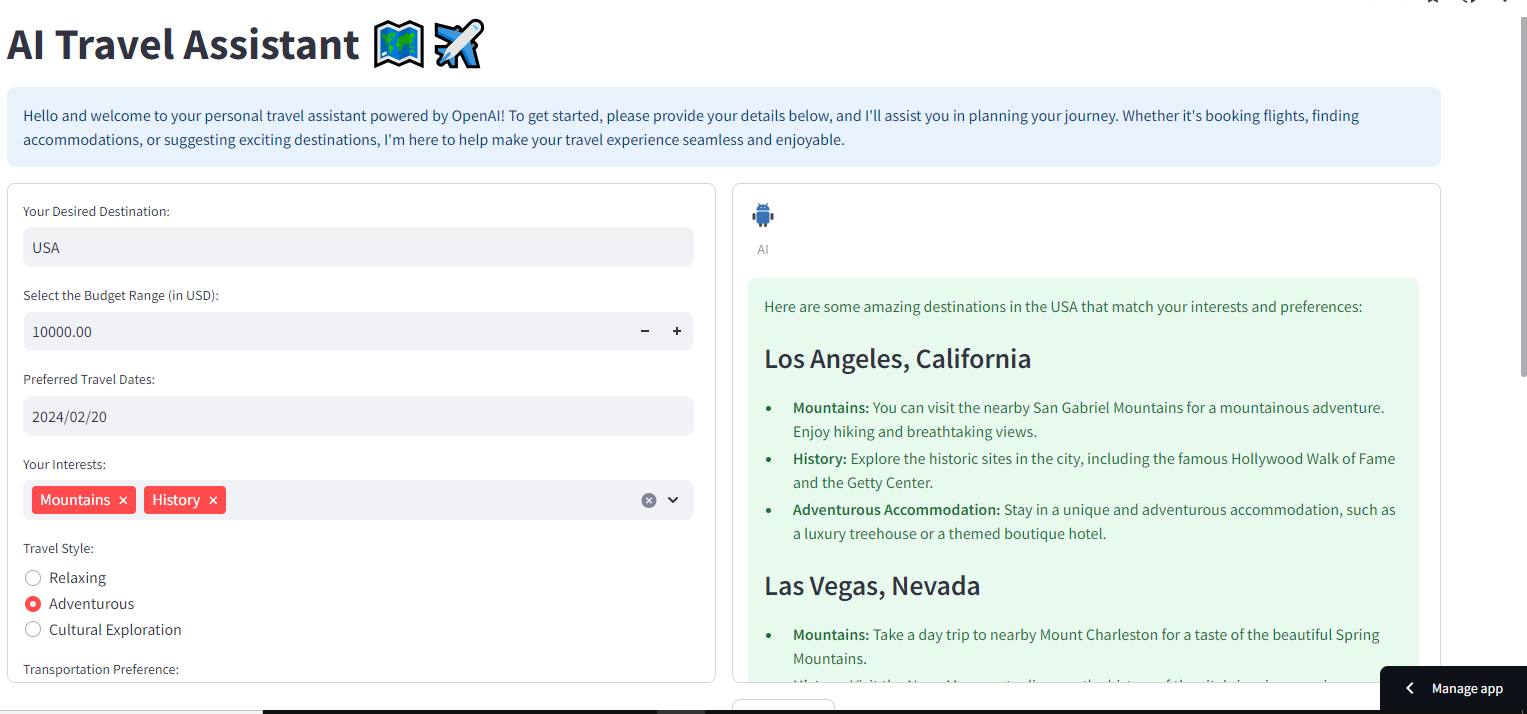 AI Travel Assistant
Hello and welcome to your personal travel assistant powered by OpenAI! To get started, please provide your details below, and I'll assist you in planning your journey. Whether it's booking flights, finding
accommodations, or suggesting exciting destinations, I'm here to help make your travel experience seamless and enjoyable.
Your Desired Destination:
USA
Select the Budget Range (in USD):
10000.00
Preferred Travel Dates:
2024/02/20
Your Interests:
Mountains
History
Travel Style:
Relaxing
Adventurous
Cultural Exploration
Transportation Preference:
AI
Here are some amazing destinations in the USA that match your interests and preferences:
Los Angeles, California
Mountains: You can visit the nearby San Gabriel Mountains for a mountainous adventure.
Enjoy hiking and breathtaking views.
History: Explore the historic sites in the city, including the famous Hollywood Walk of Fame
and the Getty Center.
Adventurous Accommodation: Stay in a unique and adventurous accommodation, such as
a luxury treehouse or a themed boutique hotel.
Las Vegas, Nevada
Mountains: Take a day trip to nearby Mount Charleston for a taste of the beautiful Spring
Mountains.
Manage app